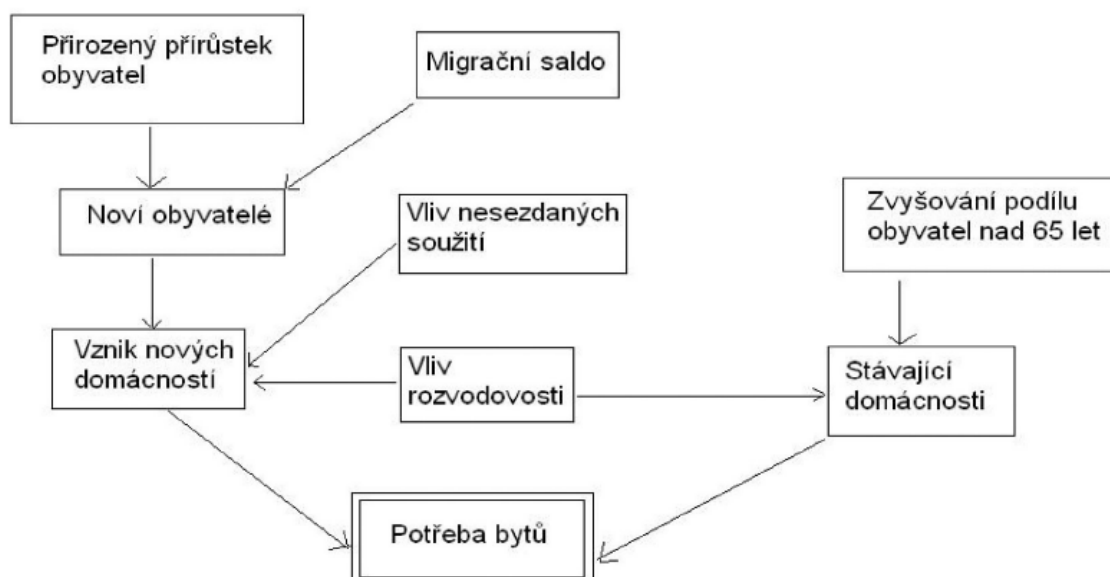 Přirozený přírůstek
obyvatel
Migrační saldo
Noví obyvatelé
Vliv nesezdaných
soužití
Zvyšování podílu
obyvatel nad 65 let
Vznik nových
domácností
Vliv
rozvodovosti
Stávající
domácnosti
Potřeba bytů